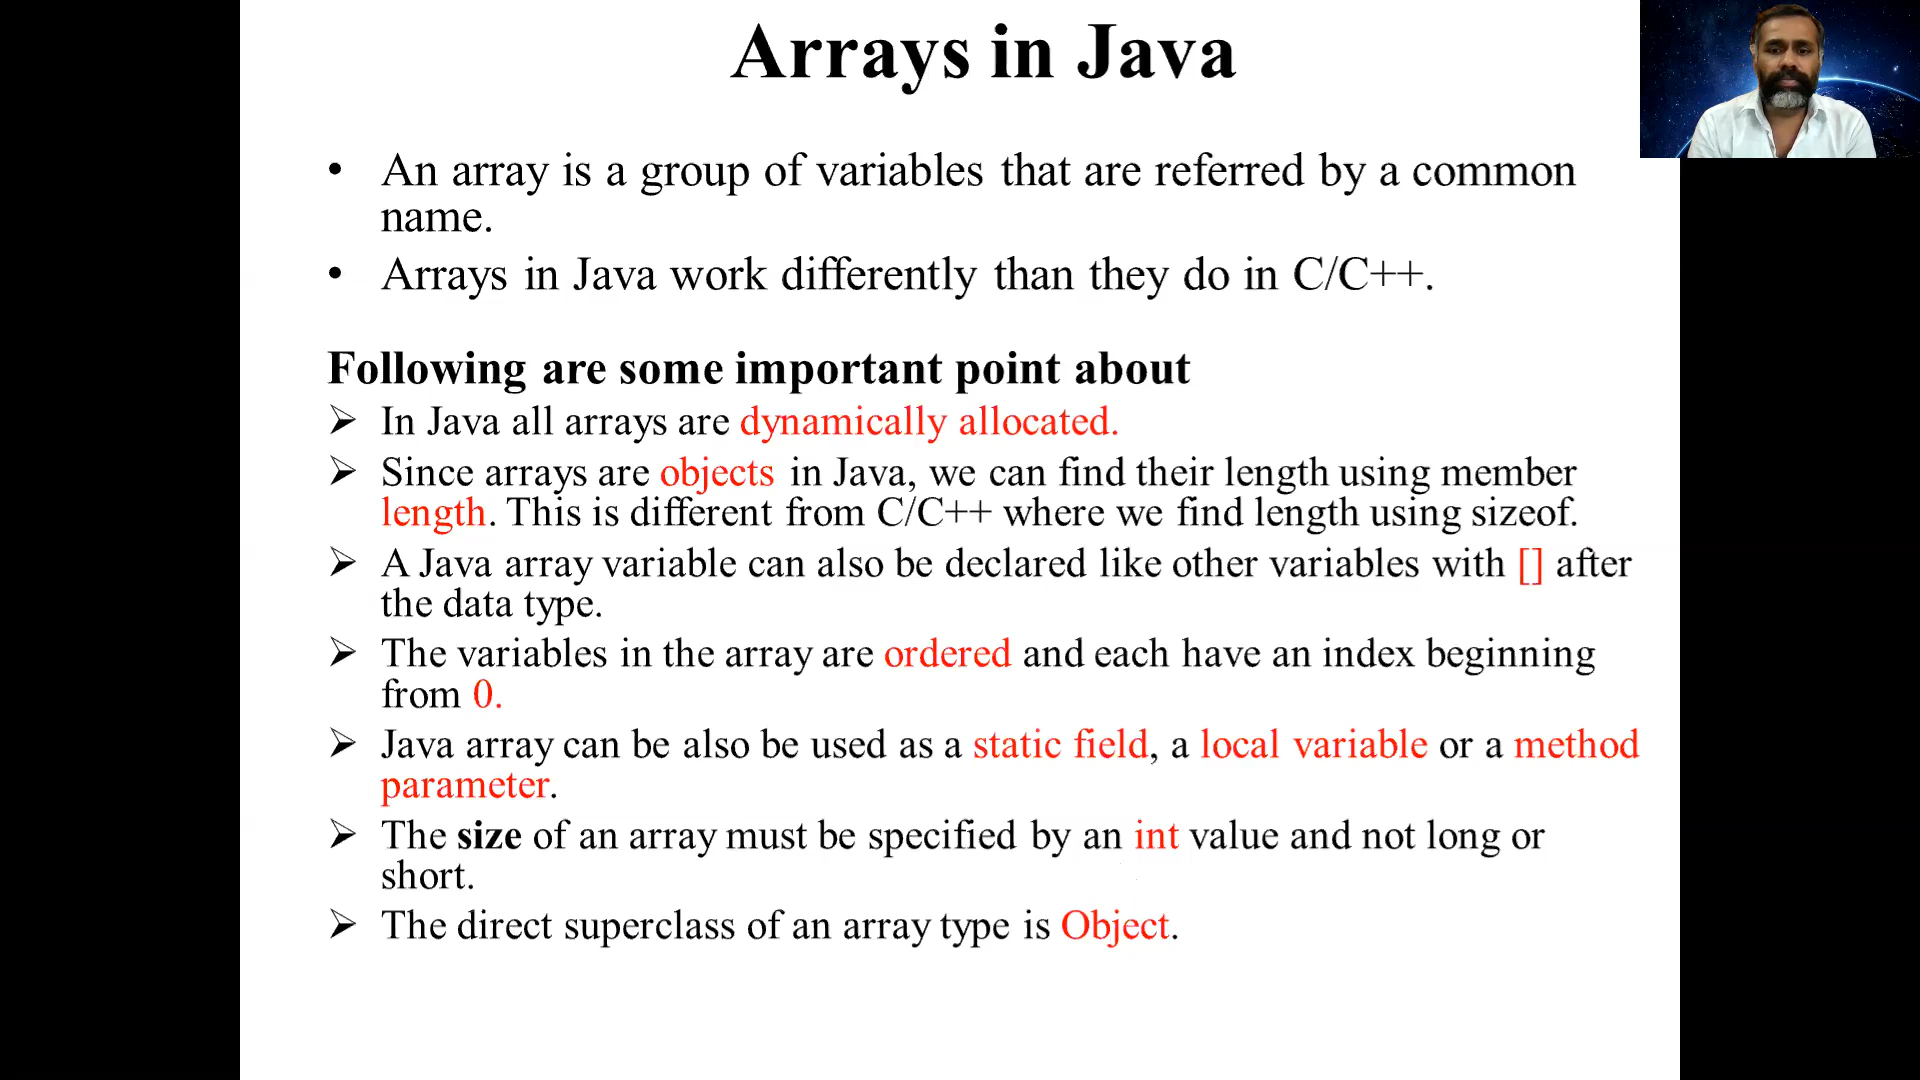 Arrays in Java
• An array is a group of variables that are referred by a common
name.
• Arrays in Java work differently than they do in C/C++.
Following are some important point about
➢ In Java all arrays are dynamically allocated.
➢ Since arrays are objects in Java, we can find their length using member
length. This is different from C/C++ where we find length using sizeof.
➢ A Java array variable can also be declared like other variables with [] after
the data type.
➢ The variables in the array are ordered and each have an index beginning
from 0.
➢ Java array can be also be used as a static field, a local variable or a method
parameter.
➢ The size of an array must be specified by an int value and not long or
short.
➢ The direct superclass of an array type is Object.